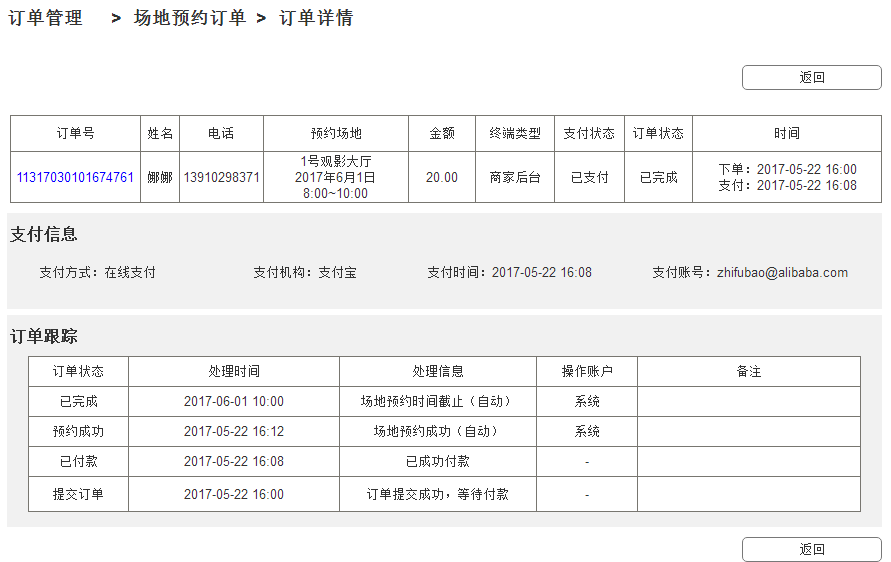 订单管理 > 场地预约订单 > 订单详情
返回
订单号 姓名 电话 预约场地 金额 终端类型 支付状态 订单状态 时间
11317030101674761 娜娜 13910298371 1号观影大厅 2017年6月1日 8:00~10:00 20.00 商家后台 已支付 已完成 下单：2017-05-22 16:00 支付：2017-05-22 16:08
支付信息
支付方式：在线支付 支付机构：支付宝 支付时间：2017-05-22 16:08 支付账号：zhifubao@alibaba.com
订单跟踪
订单状态 处理时间 处理信息 操作账户 备注
已完成 2017-06-01 10:00 场地预约时间截止（自动） 系统
预约成功 2017-05-22 16:12 场地预约成功（自动） 系统
已付款 2017-05-22 16:08 已成功付款 -
提交订单 2017-05-22 16:00 订单提交成功，等待付款 -
返回